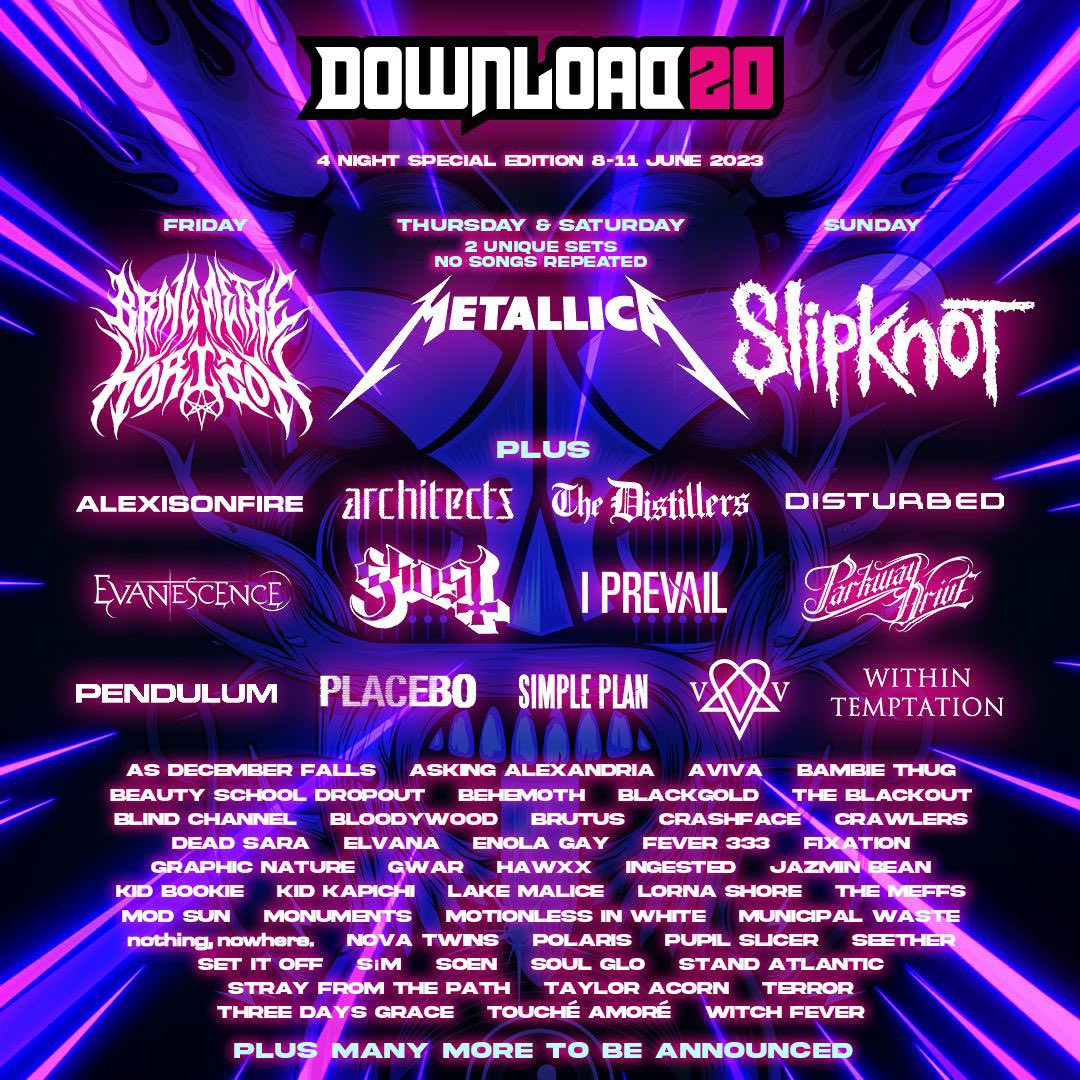 DOWNLOAD 20
4 NIGHT SPECIAL EDITION 8-11 JUNE 2023
FRIDAY
BRING ME THE HORIZON
THURSDAY & SATURDAY
2 UNIQUE SETS
NO SONGS REPEATED
METALLICA
SUNDAY
Slipknot
PLUS
ALEXISONFIRE architects The Distillers DISTURBED
EVANESCENCE Ghost I PREVAIL Parkway Drive
PENDULUM PLACEBO SIMPLE PLAN V V WITHIN TEMPTATION
AS DECEMBER FALLS ASKING ALEXANDRIA AVIVA BAMBIE THUG
BEAUTY SCHOOL DROPOUT BEHEMOTH BLACKGOLD THE BLACKOUT
BLIND CHANNEL BLOODYWOOD BRUTUS CRASHFACE CRAWLERS
DEAD SARA ELVANA ENOLA GAY FEVER 333 FIXATION
GRAPHIC NATURE GWAR HAWXX INGESTED JAZMIN BEAN
KID BOOKIE KID KAPICHI LAKE MALICE LORNA SHORE THE MEFFS
MOD SUN MONUMENTS MOTIONLESS IN WHITE MUNICIPAL WASTE
nothing, nowhere. NOVA TWINS POLARIS PUPIL SLICER SEETHER
SET IT OFF SiM SOEN SOUL GLO STAND ATLANTIC
STRAY FROM THE PATH TAYLOR ACORN TERROR
THREE DAYS GRACE TOUCHÉ AMORÉ WITCH FEVER
PLUS MANY MORE TO BE ANNOUNCED